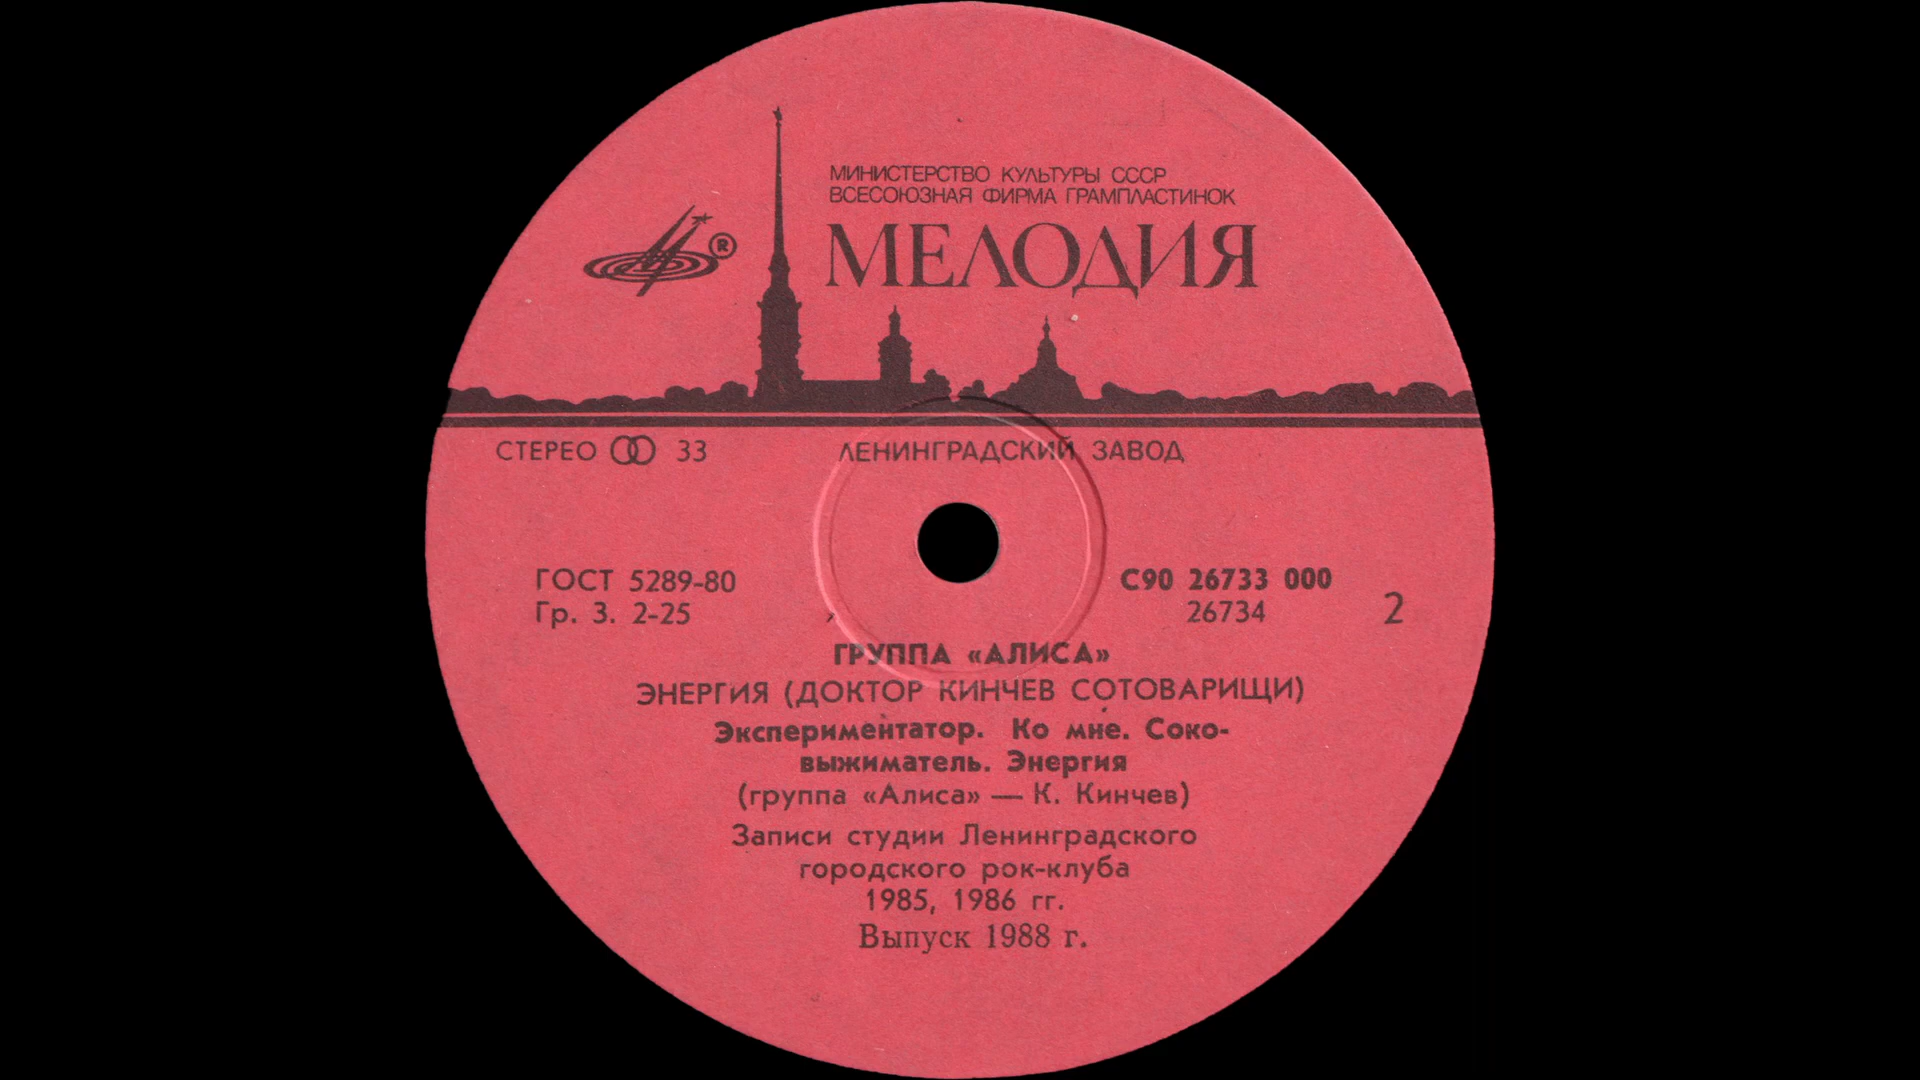 МИНИСТЕРСТВО КУЛЬТУРЫ СССР
ВСЕСОЮЗНАЯ ФИРМА ГРАМПЛАСТИНОК
®
МЕЛОДИЯ
СТЕРЕО 33 ЛЕНИНГРАДСКИЙ ЗАВОД
ГОСТ 5289-80 С90 26733 000
Гр. 3. 2-25 26734 2
ГРУППА «АЛИСА»
ЭНЕРГИЯ (ДОКТОР КИНЧЕВ СОТОВАРИЩИ)
Экспериментатор. Ко мне. Соко-
выжиматель. Энергия
(группа «Алиса» — К. Кинчев)
Записи студии Ленинградского
городского рок-клуба
1985, 1986 гг.
Выпуск 1988 г.